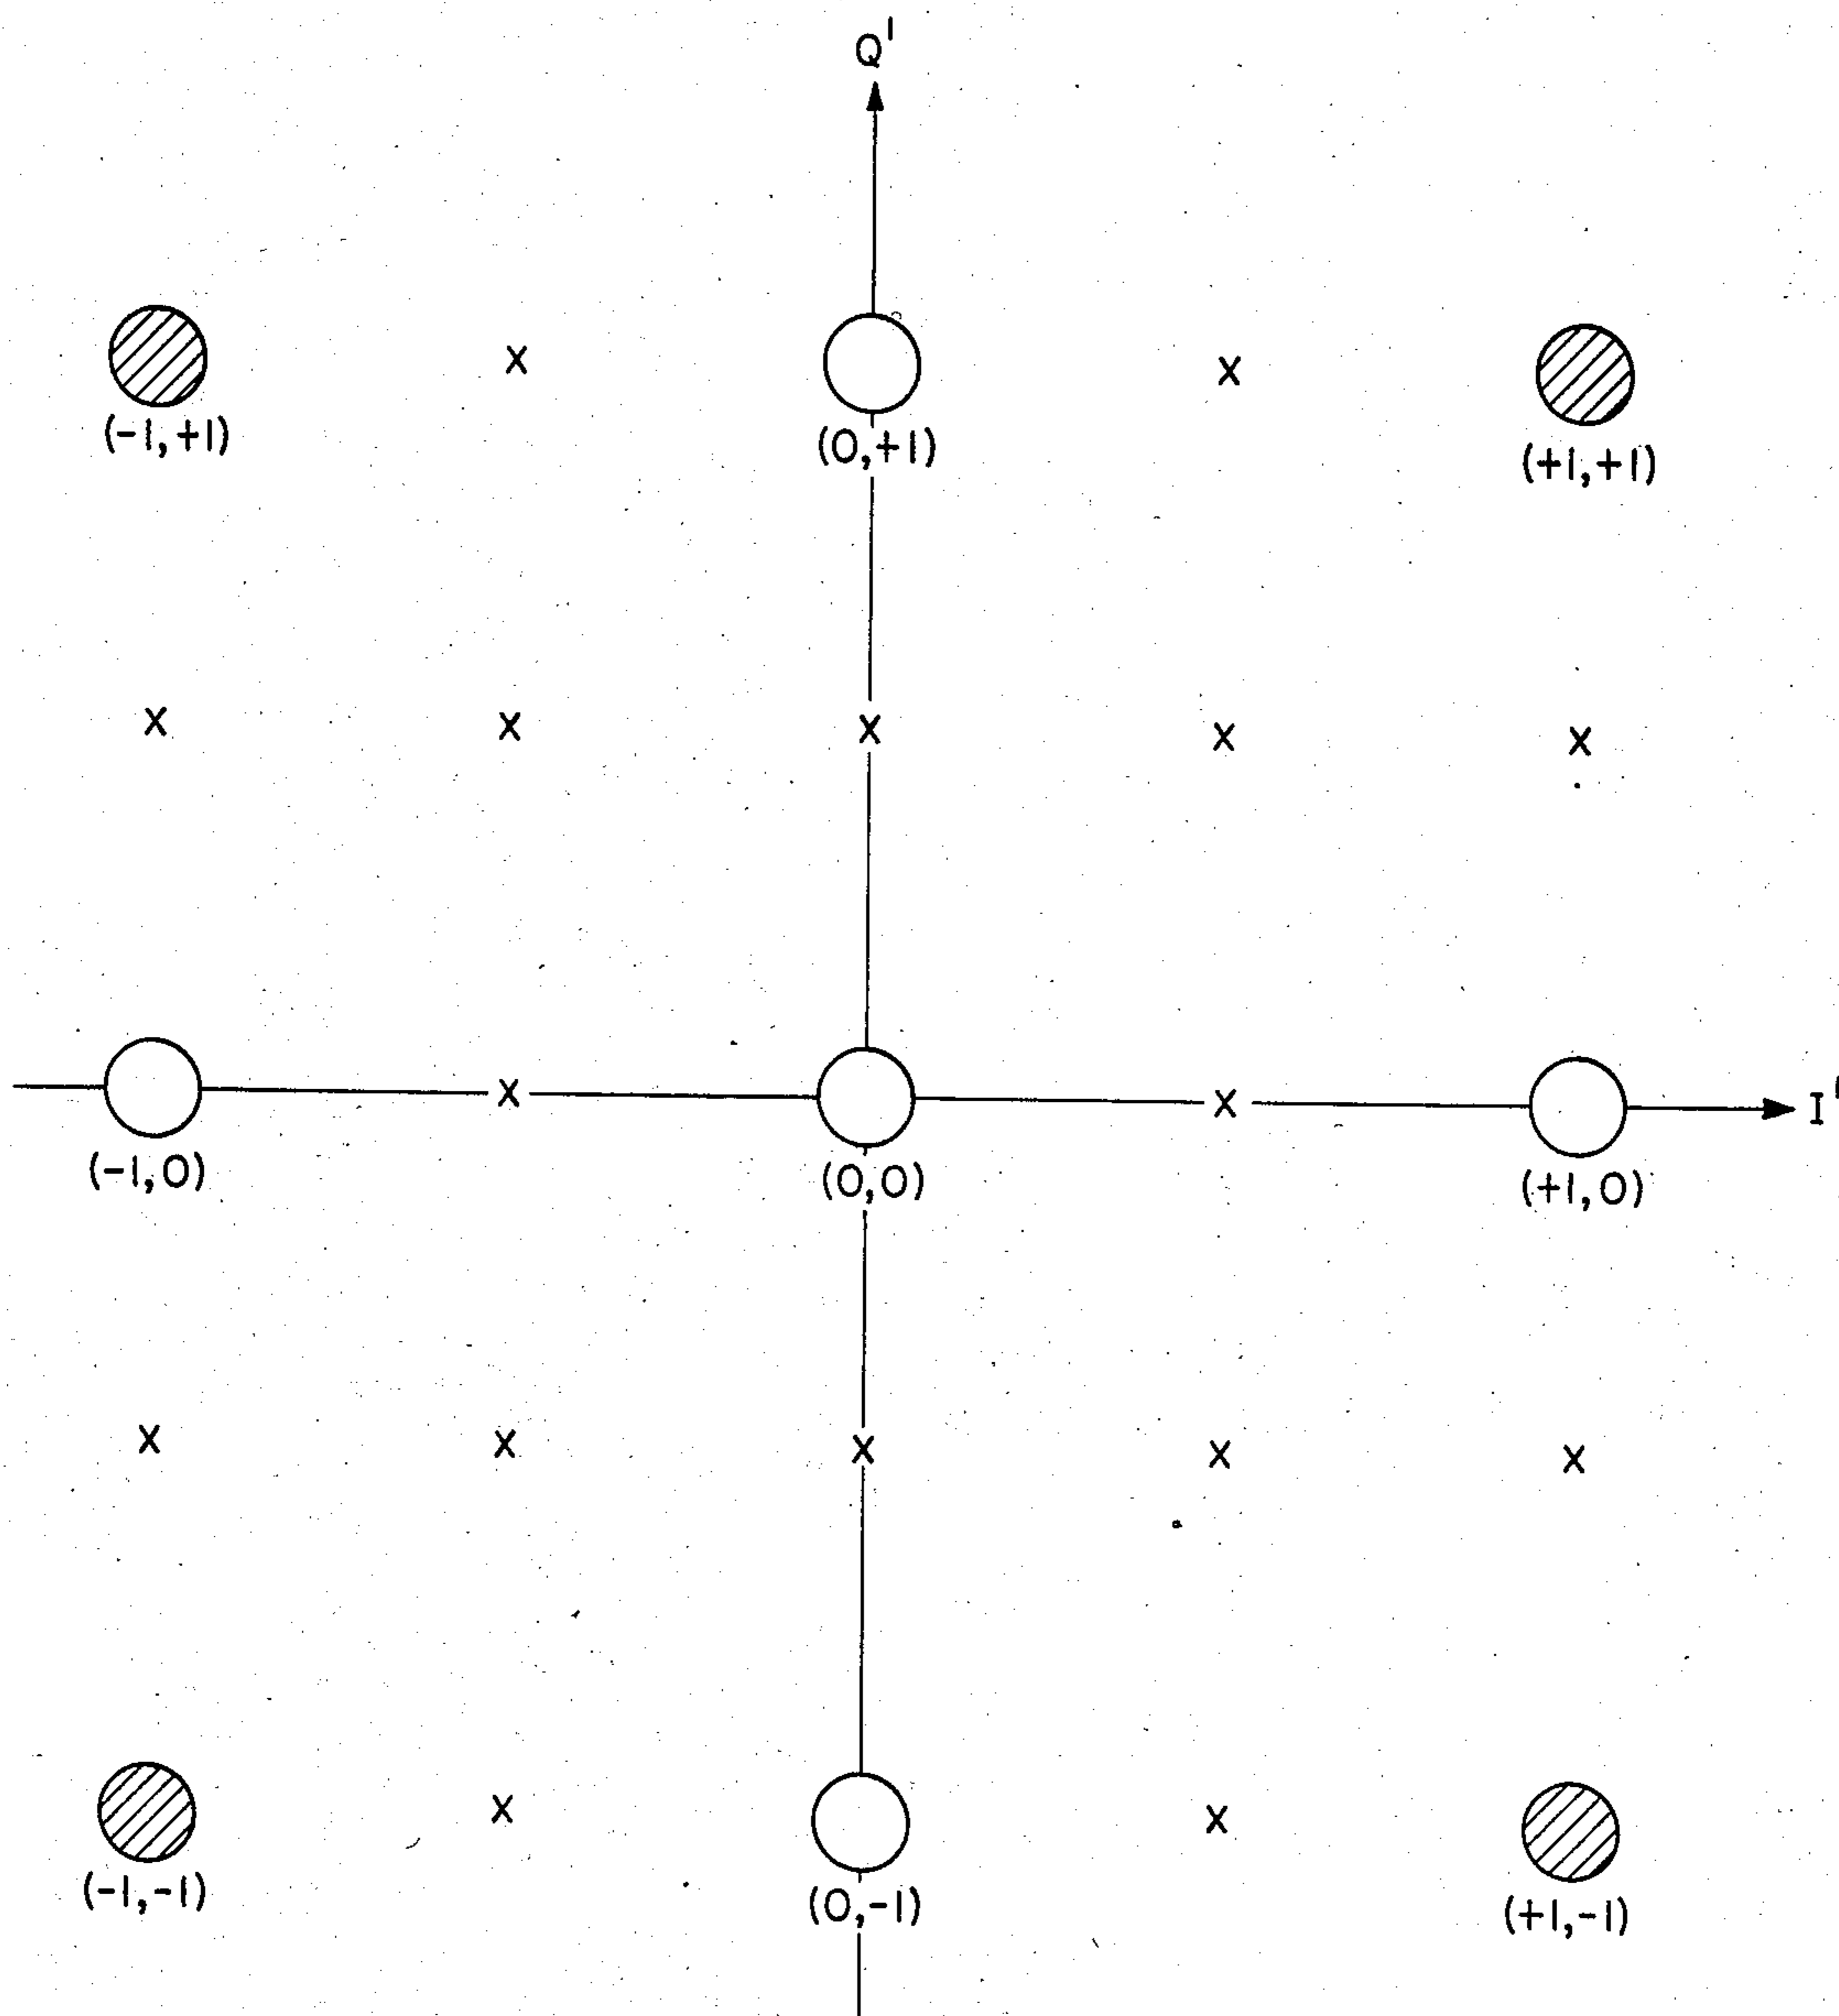 Q'
X X
(-1,+1) (0,+1) (+1,+1)
X X X X X
X X I'
(-1,0) (0,0) (+1,0)
X X X X X
X X
(-1,-1) (0,-1) (+1,-1)